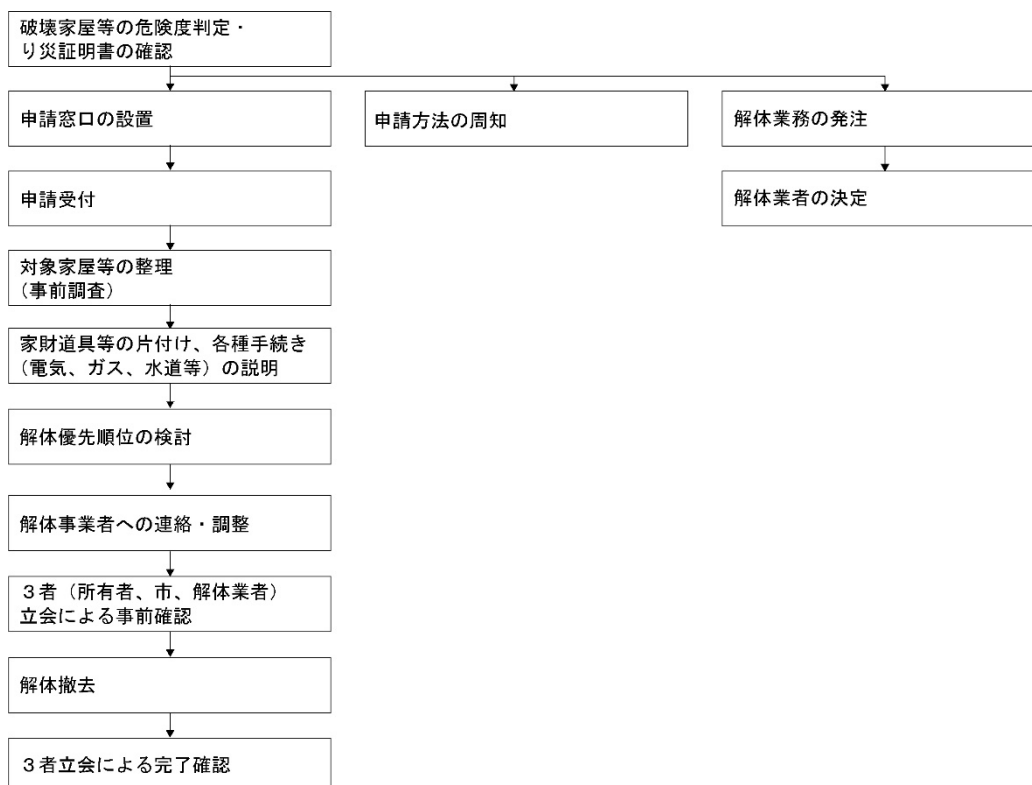 破壊家屋等の危険度判定・
り災証明書の確認
申請窓口の設置
申請方法の周知
解体業務の発注
申請受付
解体業者の決定
対象家屋等の整理
（事前調査）
家財道具等の片付け、各種手続き
（電気、ガス、水道等）の説明
解体優先順位の検討
解体事業者への連絡・調整
３者（所有者、市、解体業者）
立会による事前確認
解体撤去
３者立会による完了確認